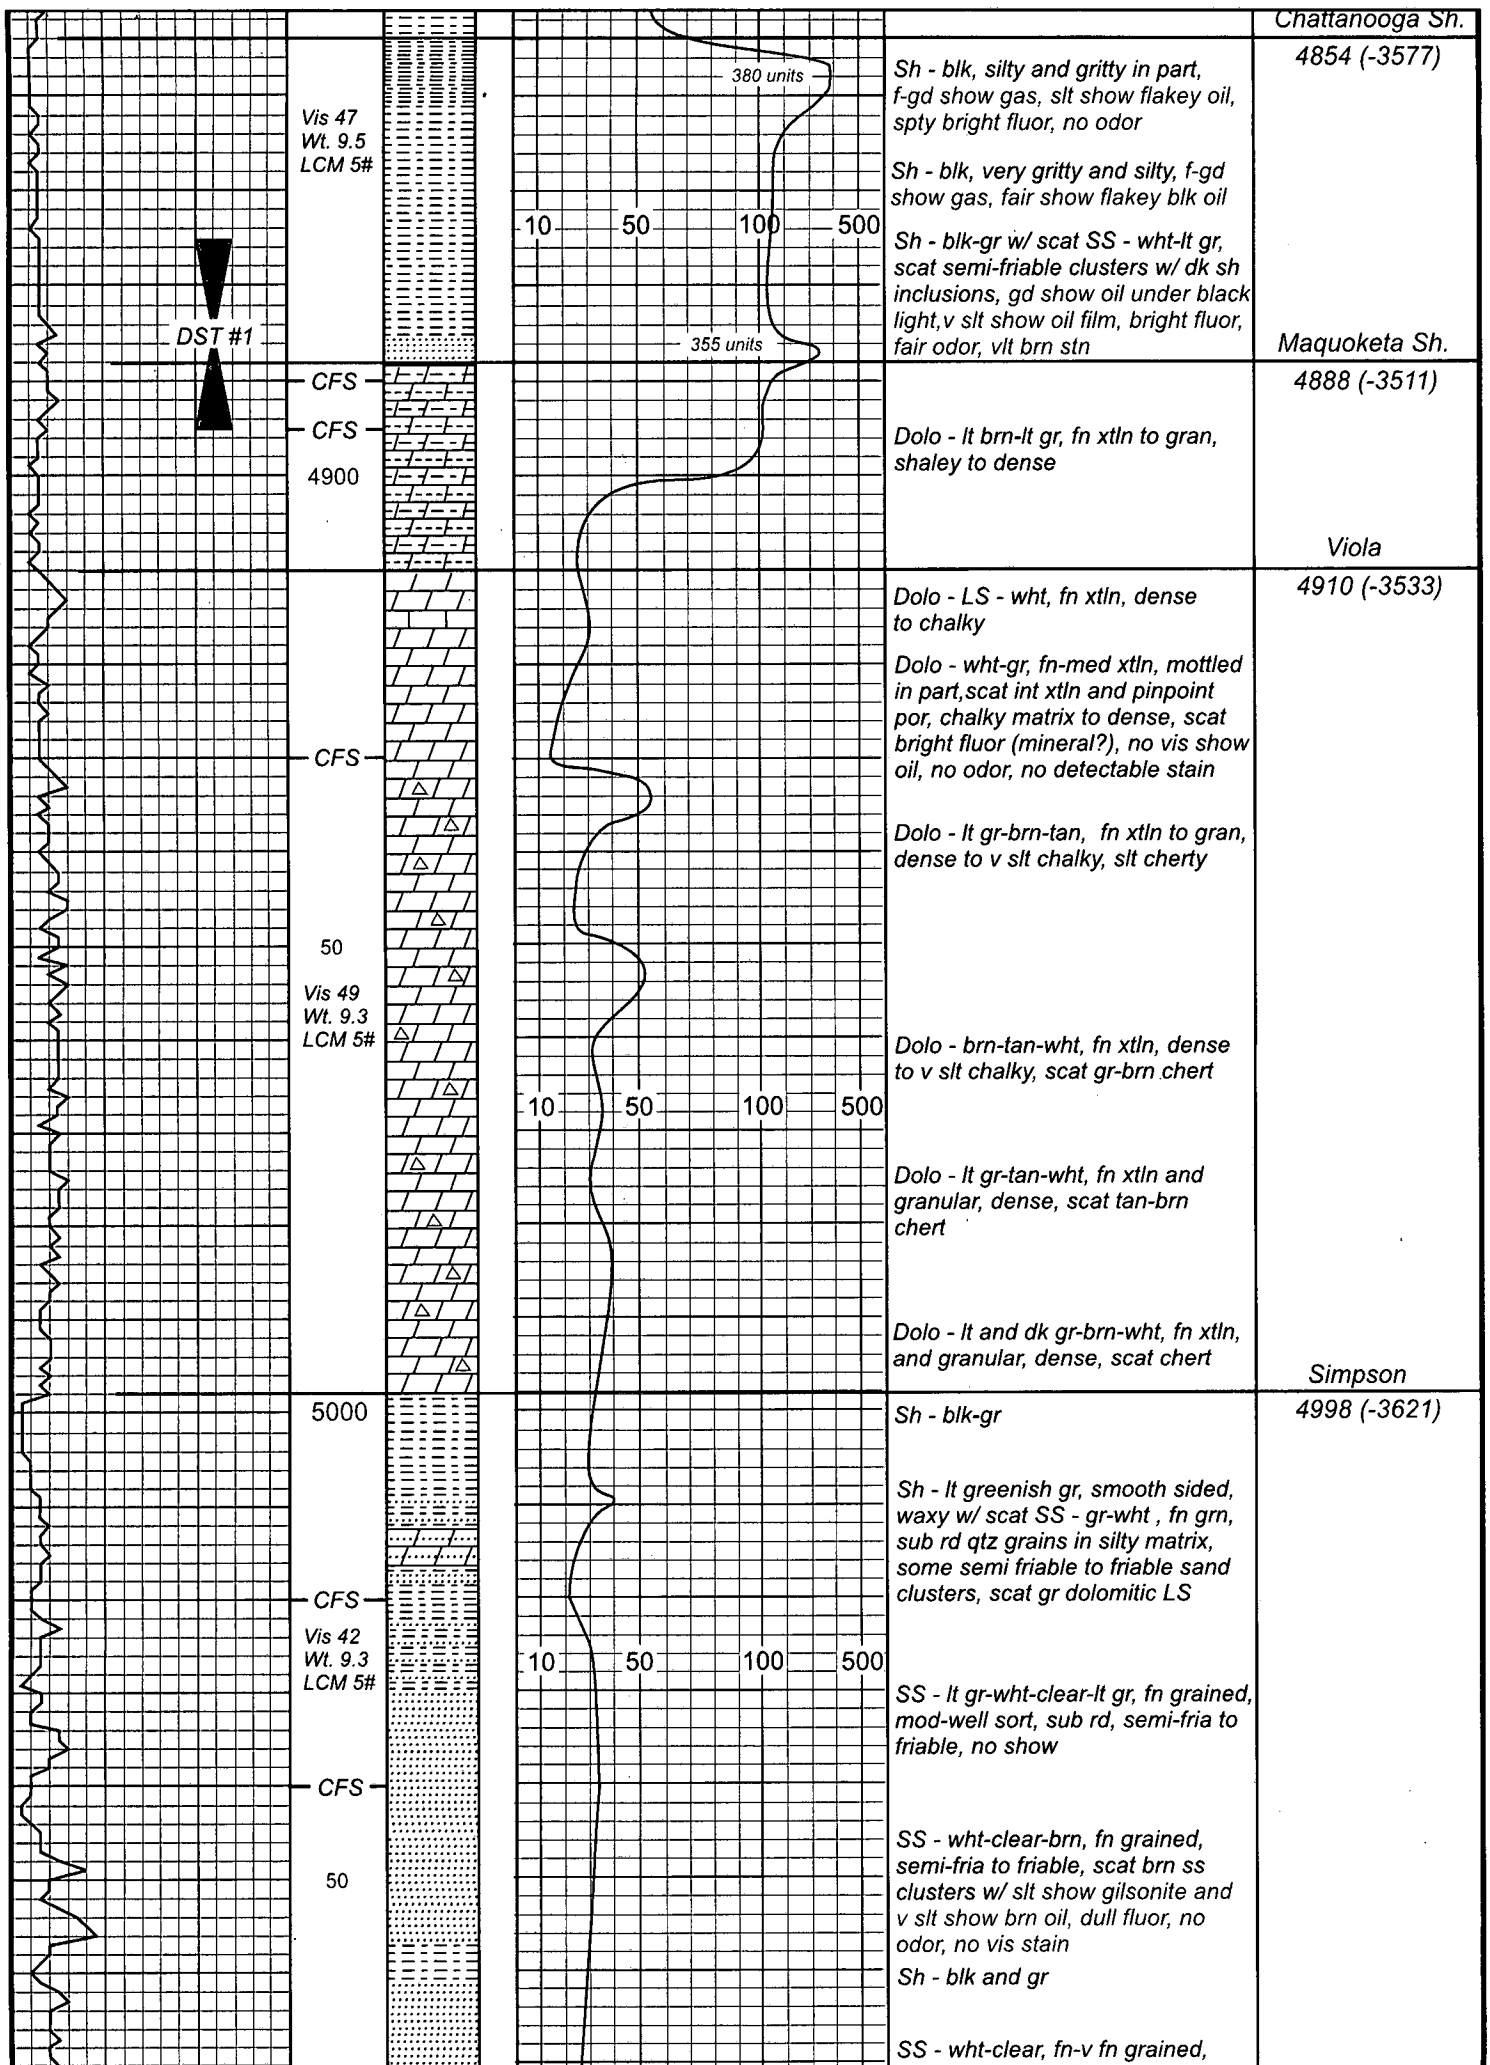 Chattanooga Sh.
4854 (-3577)
380 units
Sh - blk, silty and gritty in part,
f-gd show gas, slt show flakey oil,
spty bright fluor, no odor
Vis 47
Wt. 9.5
LCM 5#
Sh - blk, very gritty and silty, f-gd
show gas, fair show flakey blk oil
10 50 100 500
Sh - blk-gr w/ scat SS - wht-lt gr,
scat semi-friable clusters w/ dk sh
inclusions, gd show oil under black
light,v slt show oil film, bright fluor,
fair odor, vlt brn stn
DST #1
355 units
Maquoketa Sh.
4888 (-3511)
CFS
CFS
Dolo - lt brn-lt gr, fn xtln to gran,
shaley to dense
4900
Viola
4910 (-3533)
Dolo - LS - wht, fn xtln, dense
to chalky
Dolo - wht-gr, fn-med xtln, mottled
in part,scat int xtln and pinpoint
por, chalky matrix to dense, scat
bright fluor (mineral?), no vis show
oil, no odor, no detectable stain
CFS
Dolo - lt gr-brn-tan, fn xtln to gran,
dense to v slt chalky, slt cherty
50
Vis 49
Wt. 9.3
LCM 5#
Dolo - brn-tan-wht, fn xtln, dense
to v slt chalky, scat gr-brn chert
10 50 100 500
Dolo - lt gr-tan-wht, fn xtln and
granular, dense, scat tan-brn
chert
Dolo - lt and dk gr-brn-wht, fn xtln,
and granular, dense, scat chert
Simpson
4998 (-3621)
5000
Sh - blk-gr
Sh - lt greenish gr, smooth sided,
waxy w/ scat SS - gr-wht , fn grn,
sub rd qtz grains in silty matrix,
some semi friable to friable sand
clusters, scat gr dolomitic LS
CFS
Vis 42
Wt. 9.3
LCM 5#
10 50 100 500
SS - lt gr-wht-clear-lt gr, fn grained,
mod-well sort, sub rd, semi-fria to
friable, no show
CFS
SS - wht-clear-brn, fn grained,
semi-fria to friable, scat brn ss
clusters w/ slt show gilsonite and
v slt show brn oil, dull fluor, no
odor, no vis stain
50
Sh - blk and gr
SS - wht-clear, fn-v fn grained,